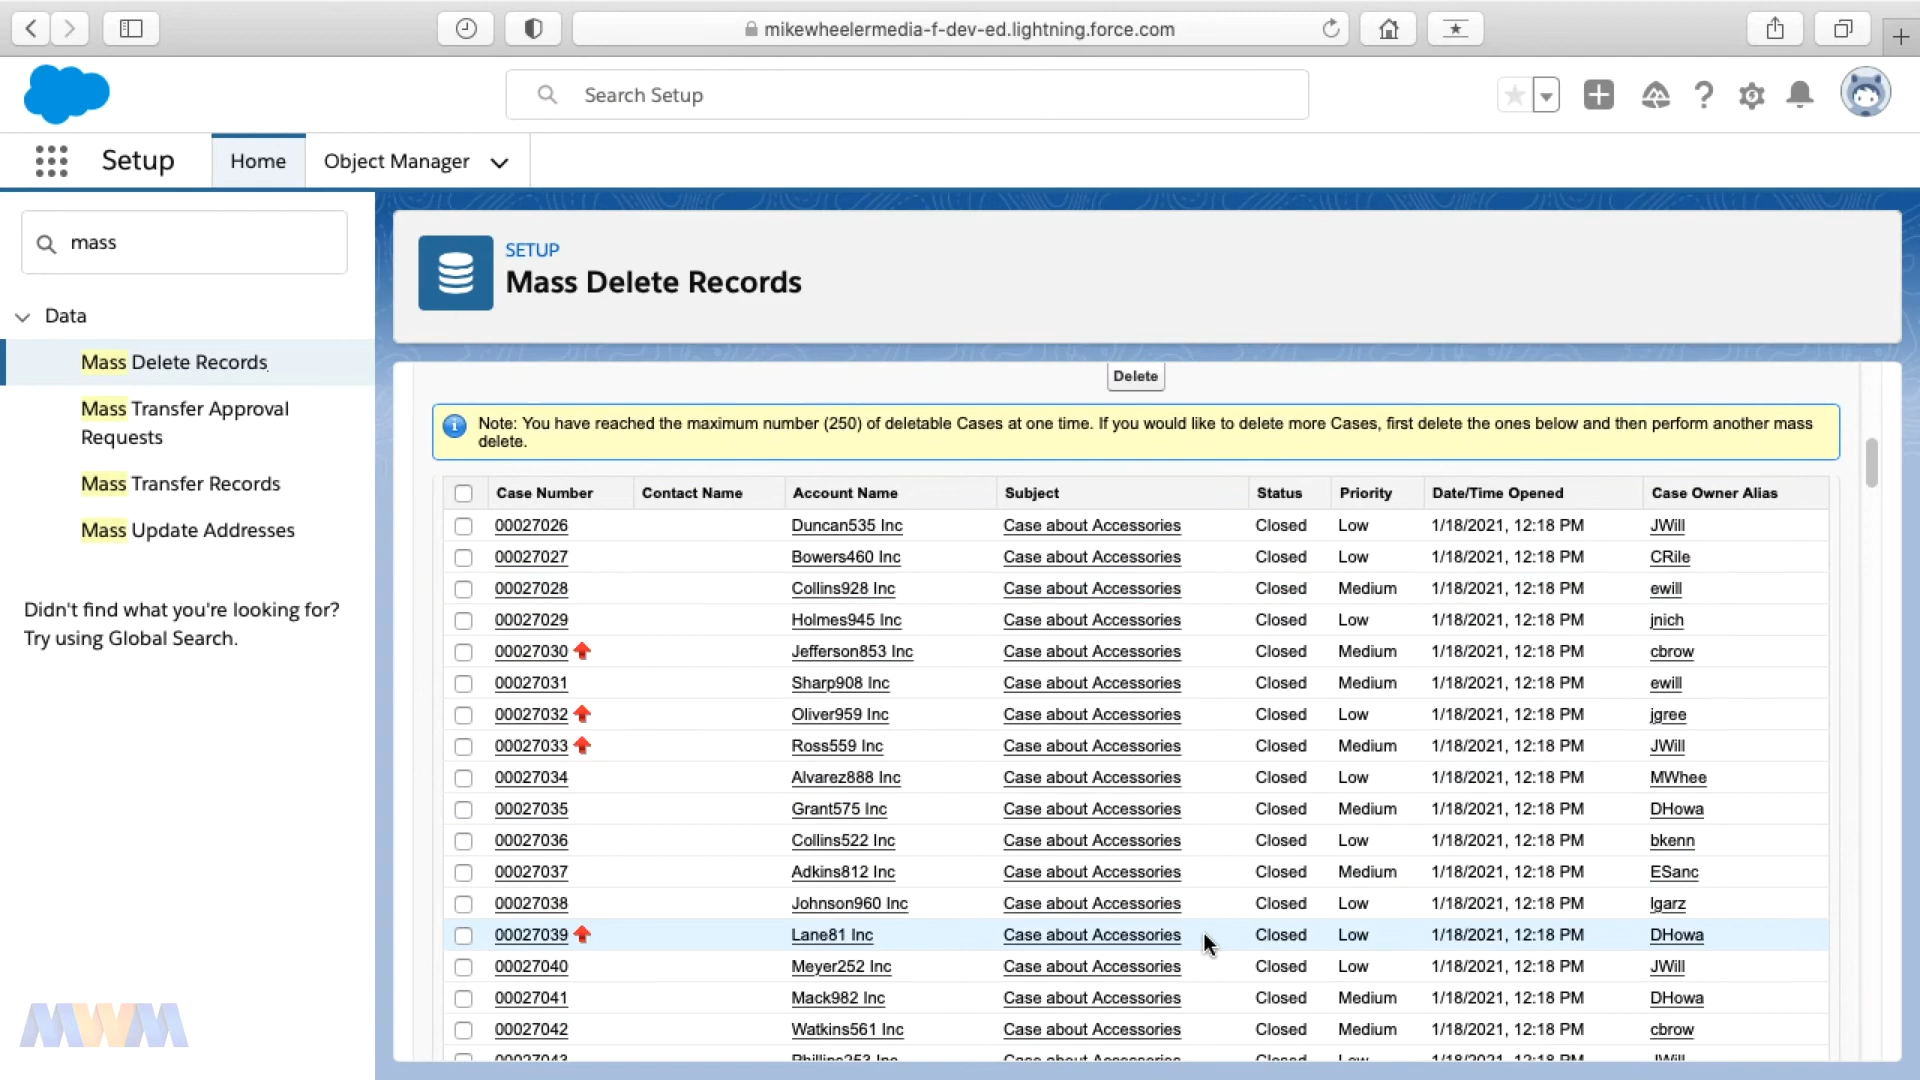 mikewheelermedia-f-dev-ed.lightning.force.com
Search Setup
Setup
Home
Object Manager
mass
Data
Mass Delete Records
Mass Transfer Approval
Requests
Mass Transfer Records
Mass Update Addresses
Didn't find what you're looking for?
Try using Global Search.
MWM
SETUP
Mass Delete Records
Delete
Note: You have reached the maximum number (250) of deletable Cases at one time. If you would like to delete more Cases, first delete the ones below and then perform another mass
delete.
Case Number Contact Name Account Name Subject Status Priority Date/Time Opened Case Owner Alias
00027026 Duncan535 Inc Case about Accessories Closed Low 1/18/2021, 12:18 PM JWill
00027027 Bowers460 Inc Case about Accessories Closed Low 1/18/2021, 12:18 PM CRile
00027028 Collins928 Inc Case about Accessories Closed Medium 1/18/2021, 12:18 PM ewill
00027029 Holmes945 Inc Case about Accessories Closed Low 1/18/2021, 12:18 PM jnich
00027030 Jefferson853 Inc Case about Accessories Closed Medium 1/18/2021, 12:18 PM cbrow
00027031 Sharp908 Inc Case about Accessories Closed Medium 1/18/2021, 12:18 PM ewill
00027032 Oliver959 Inc Case about Accessories Closed Low 1/18/2021, 12:18 PM jgree
00027033 Ross559 Inc Case about Accessories Closed Medium 1/18/2021, 12:18 PM JWill
00027034 Alvarez888 Inc Case about Accessories Closed Low 1/18/2021, 12:18 PM MWhee
00027035 Grant575 Inc Case about Accessories Closed Medium 1/18/2021, 12:18 PM DHowa
00027036 Collins522 Inc Case about Accessories Closed Low 1/18/2021, 12:18 PM bkenn
00027037 Adkins812 Inc Case about Accessories Closed Medium 1/18/2021, 12:18 PM ESanc
00027038 Johnson960 Inc Case about Accessories Closed Low 1/18/2021, 12:18 PM lgarz
00027039 Lane81 Inc Case about Accessories Closed Low 1/18/2021, 12:18 PM DHowa
00027040 Meyer252 Inc Case about Accessories Closed Low 1/18/2021, 12:18 PM JWill
00027041 Mack982 Inc Case about Accessories Closed Medium 1/18/2021, 12:18 PM DHowa
00027042 Watkins561 Inc Case about Accessories Closed Medium 1/18/2021, 12:18 PM cbrow
00027043 Phillips253 Inc Case about Accessories Closed Low 1/18/2021, 12:18 PM JWill